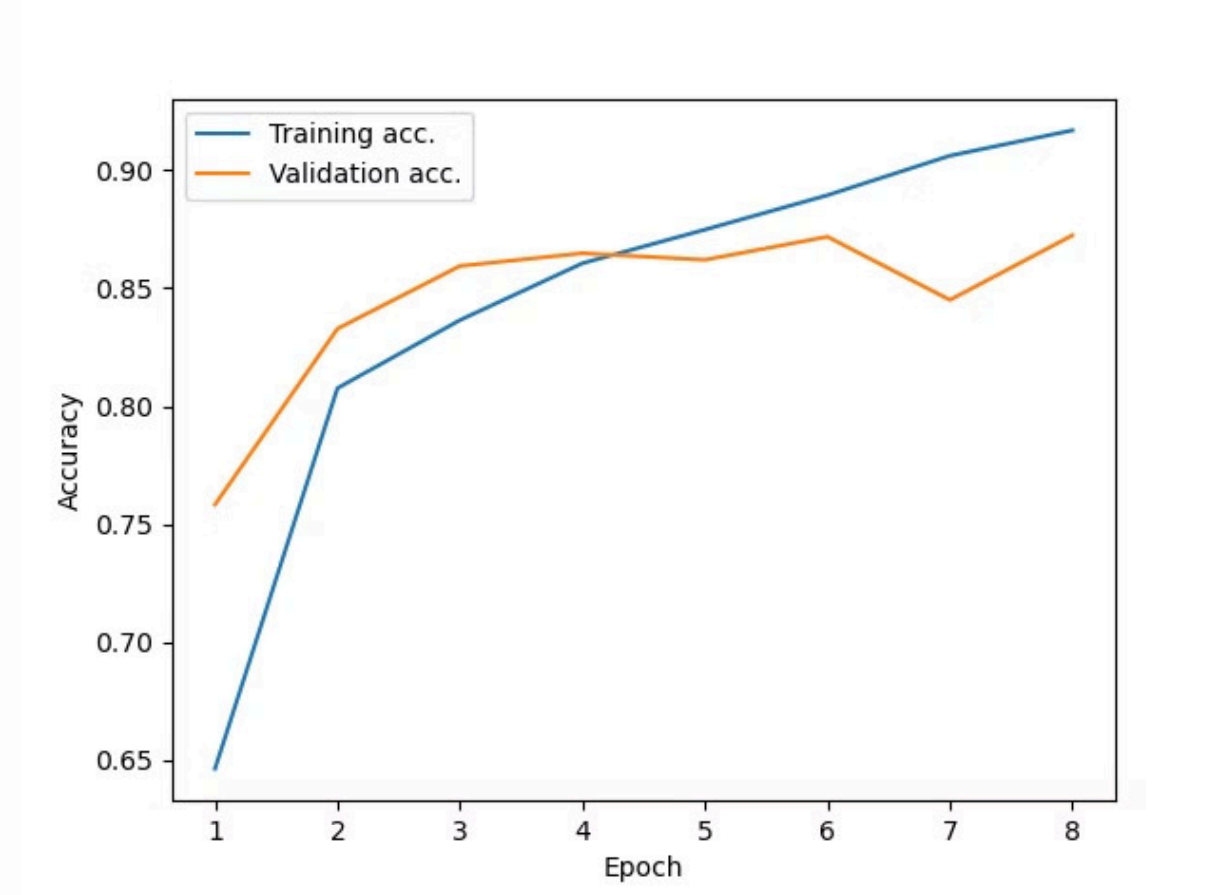 Training acc.
Validation acc.
0.90
0.85
0.80
0.75
0.70
0.65
Accuracy
1 2 3 4 5 6 7 8
Epoch